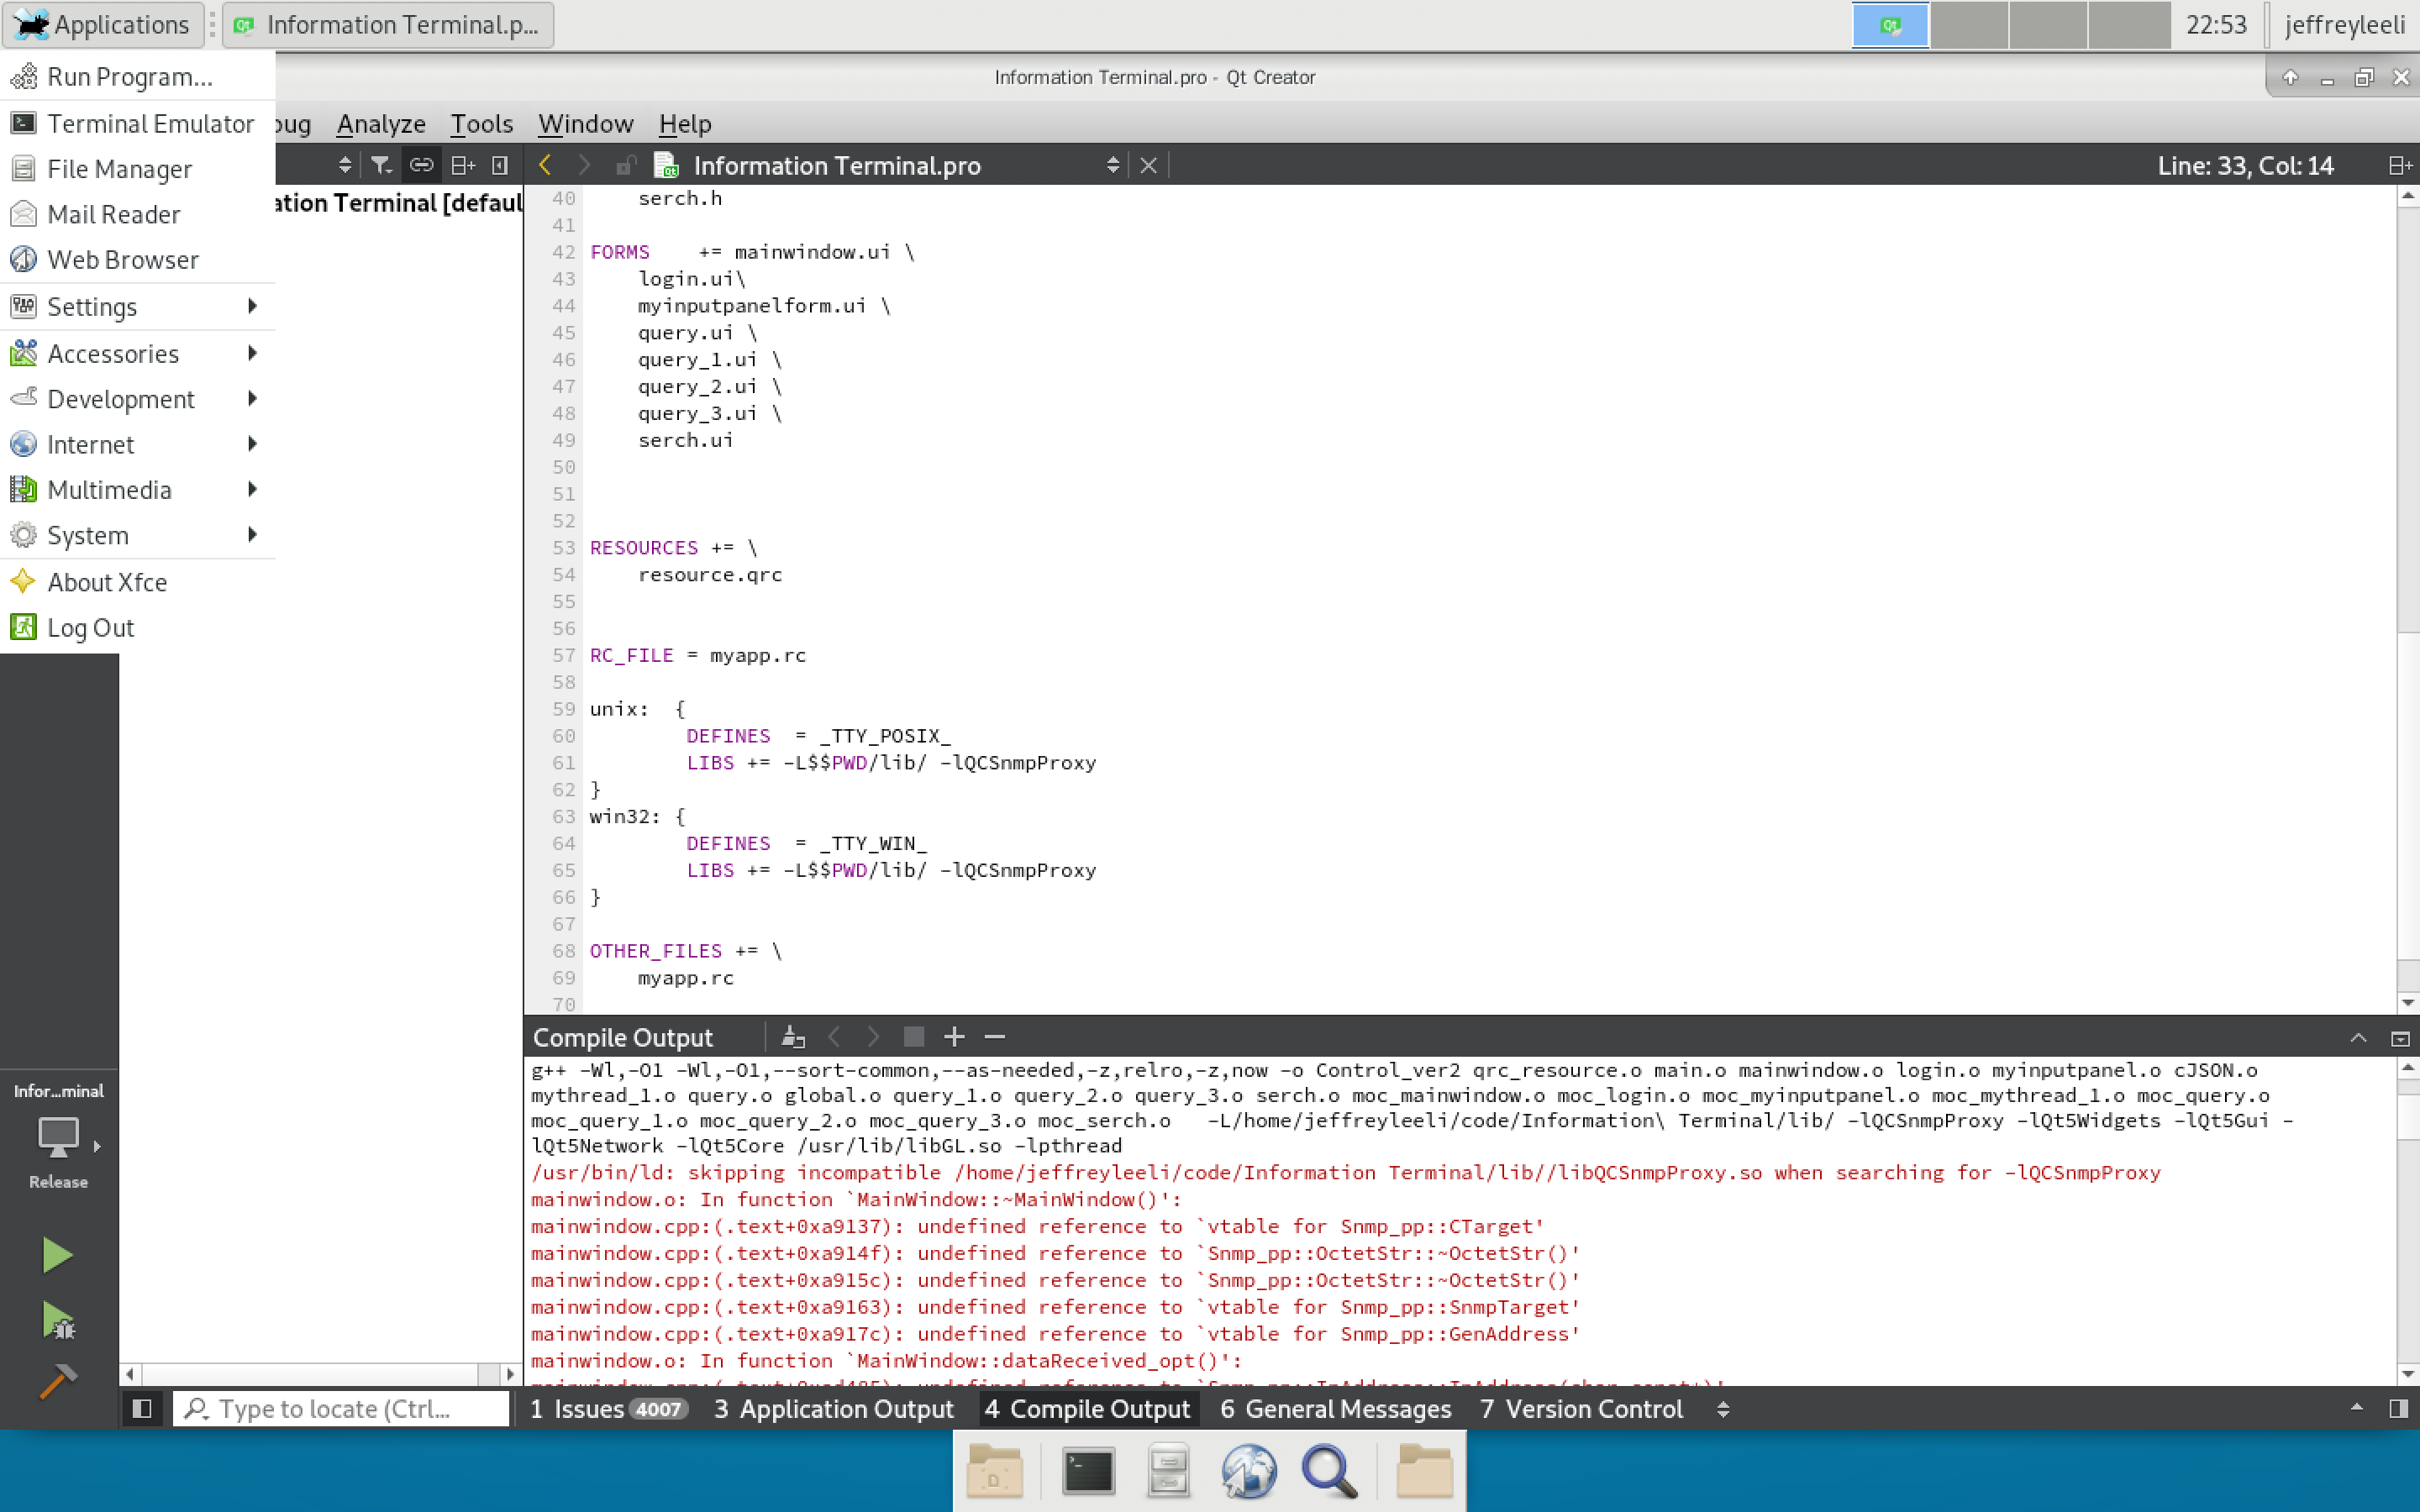 Applications
Information Terminal.p...
22:53
jeffreyleeli
Information Terminal.pro - Qt Creator
Run Program...
Terminal Emulator
File Manager
Mail Reader
Web Browser
Settings
Accessories
Development
Internet
Multimedia
System
About Xfce
Log Out
bug Analyze Tools Window Help
Information Terminal.pro
Line: 33, Col: 14
ation Terminal [defaul
40 serch.h
41
42 FORMS += mainwindow.ui \
43 login.ui\
44 myinputpanelform.ui \
45 query.ui \
46 query_1.ui \
47 query_2.ui \
48 query_3.ui \
49 serch.ui
50
51
52
53 RESOURCES += \
54 resource.qrc
55
56
57 RC_FILE = myapp.rc
58
59 unix: {
60 DEFINES = _TTY_POSIX_
61 LIBS += -L$$PWD/lib/ -lQCSnmpProxy
62 }
63 win32: {
64 DEFINES = _TTY_WIN_
65 LIBS += -L$$PWD/lib/ -lQCSnmpProxy
66 }
67
68 OTHER_FILES += \
69 myapp.rc
70
Compile Output
g++ -Wl,-O1 -Wl,-O1,--sort-common,--as-needed,-z,relro,-z,now -o Control_ver2 qrc_resource.o main.o mainwindow.o login.o myinputpanel.o cJSON.o
mythread_1.o query.o global.o query_1.o query_2.o query_3.o serch.o moc_mainwindow.o moc_login.o moc_myinputpanel.o moc_mythread_1.o moc_query.o
moc_query_1.o moc_query_2.o moc_query_3.o moc_serch.o -L/home/jeffreyleeli/code/Information\ Terminal/lib/ -lQCSnmpProxy -lQt5Widgets -lQt5Gui -
lQt5Network -lQt5Core /usr/lib/libGL.so -lpthread
/usr/bin/ld: skipping incompatible /home/jeffreyleeli/code/Information Terminal/lib//libQCSnmpProxy.so when searching for -lQCSnmpProxy
mainwindow.o: In function `MainWindow::~MainWindow()':
mainwindow.cpp:(.text+0xa9137): undefined reference to `vtable for Snmp_pp::CTarget'
mainwindow.cpp:(.text+0xa914f): undefined reference to `Snmp_pp::OctetStr::~OctetStr()'
mainwindow.cpp:(.text+0xa915c): undefined reference to `Snmp_pp::OctetStr::~OctetStr()'
mainwindow.cpp:(.text+0xa9163): undefined reference to `vtable for Snmp_pp::SnmpTarget'
mainwindow.cpp:(.text+0xa917c): undefined reference to `vtable for Snmp_pp::GenAddress'
mainwindow.o: In function `MainWindow::dataReceived_opt()':
Infor...minal
Release
Type to locate (Ctrl...
1 Issues 4007 3 Application Output 4 Compile Output 6 General Messages 7 Version Control